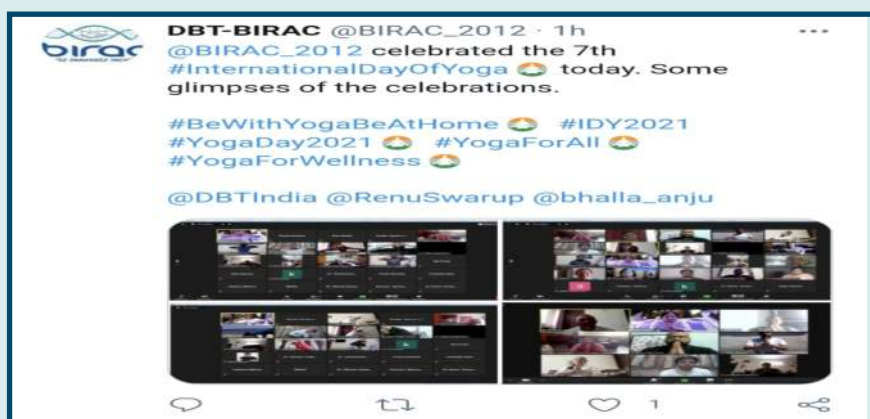 DBT-BIRAC @BIRAC_2012 · 1h
birac
@BIRAC_2012 celebrated the 7th
#InternationalDayOfYoga today. Some
glimpses of the celebrations.
#BeWithYogaBeAtHome #IDY2021
#YogaDay2021 #YogaForAll
#YogaForWellness
@DBTIndia @RenuSwarup @bhalla_anju
1